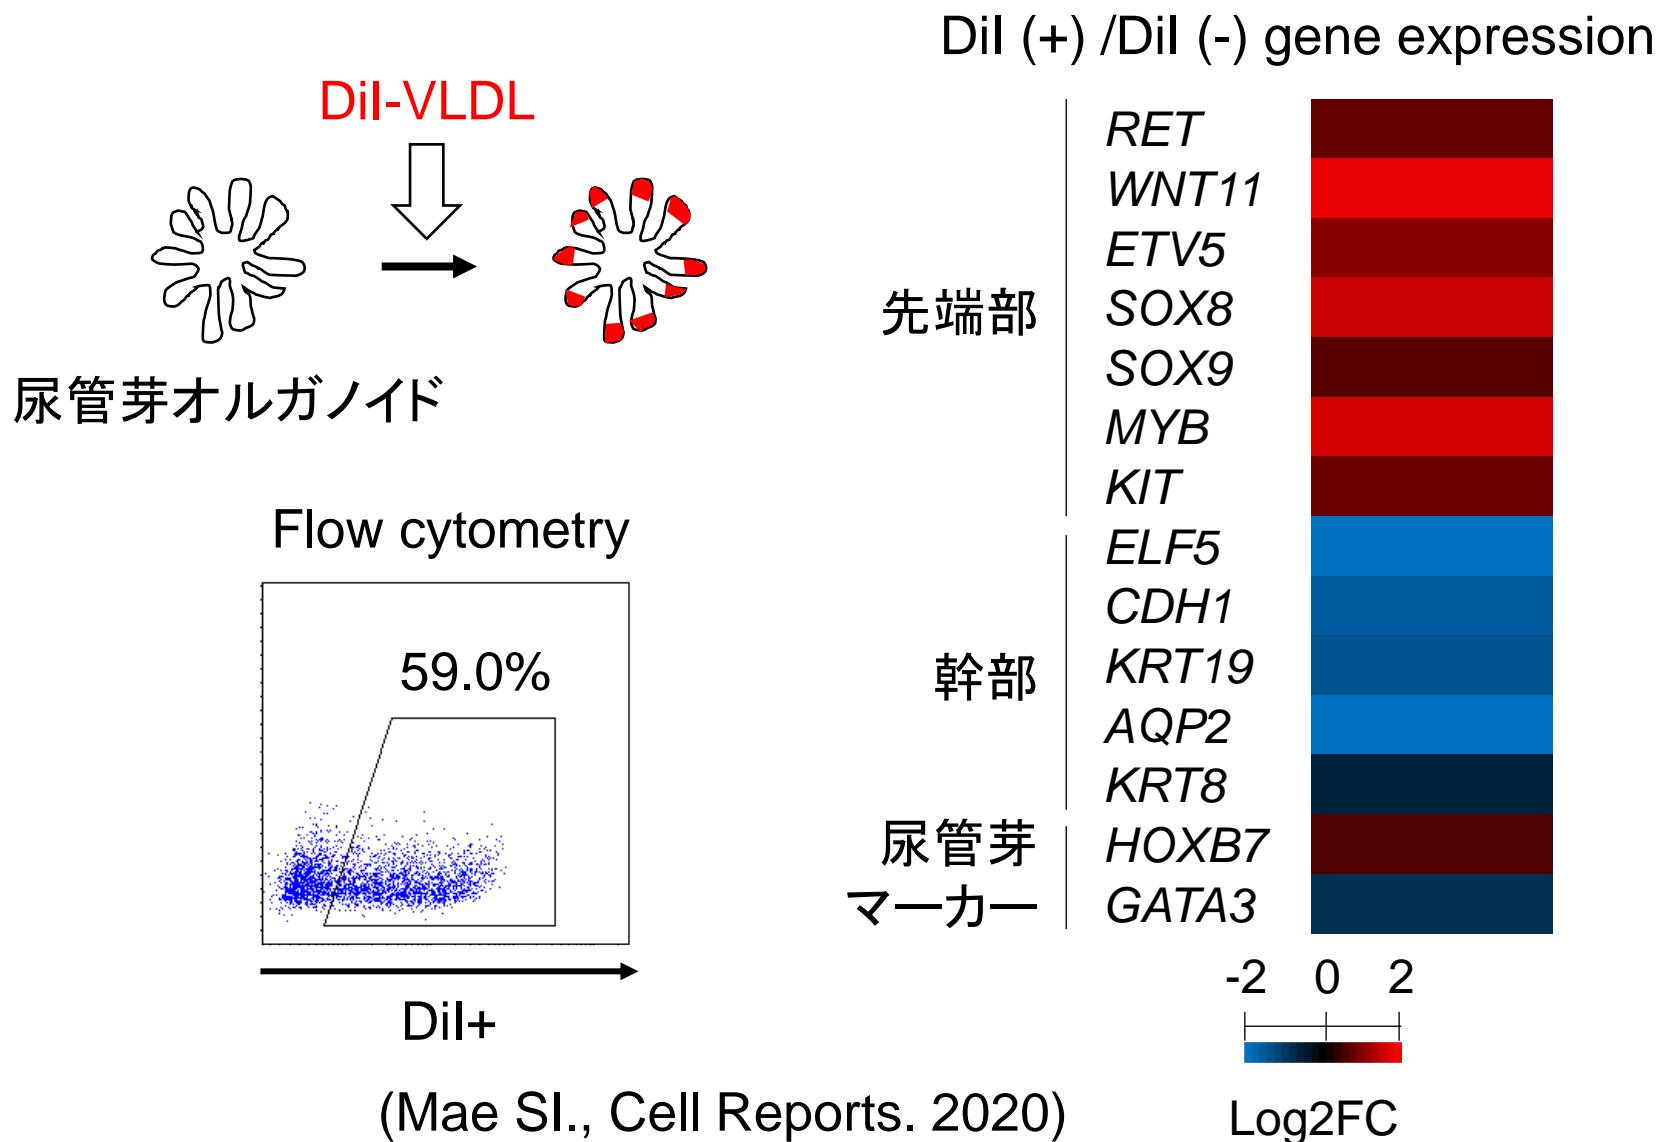 DiI (+) /DiI (-) gene expression
DiI-VLDL
尿管芽オルガノイド
Flow cytometry
59.0%
DiI+
先端部
RET
WNT11
ETV5
SOX8
SOX9
MYB
KIT
幹部
ELF5
CDH1
KRT19
AQP2
KRT8
尿管芽
マーカー
HOXB7
GATA3
-2 0 2
Log2FC
(Mae SI., Cell Reports. 2020)